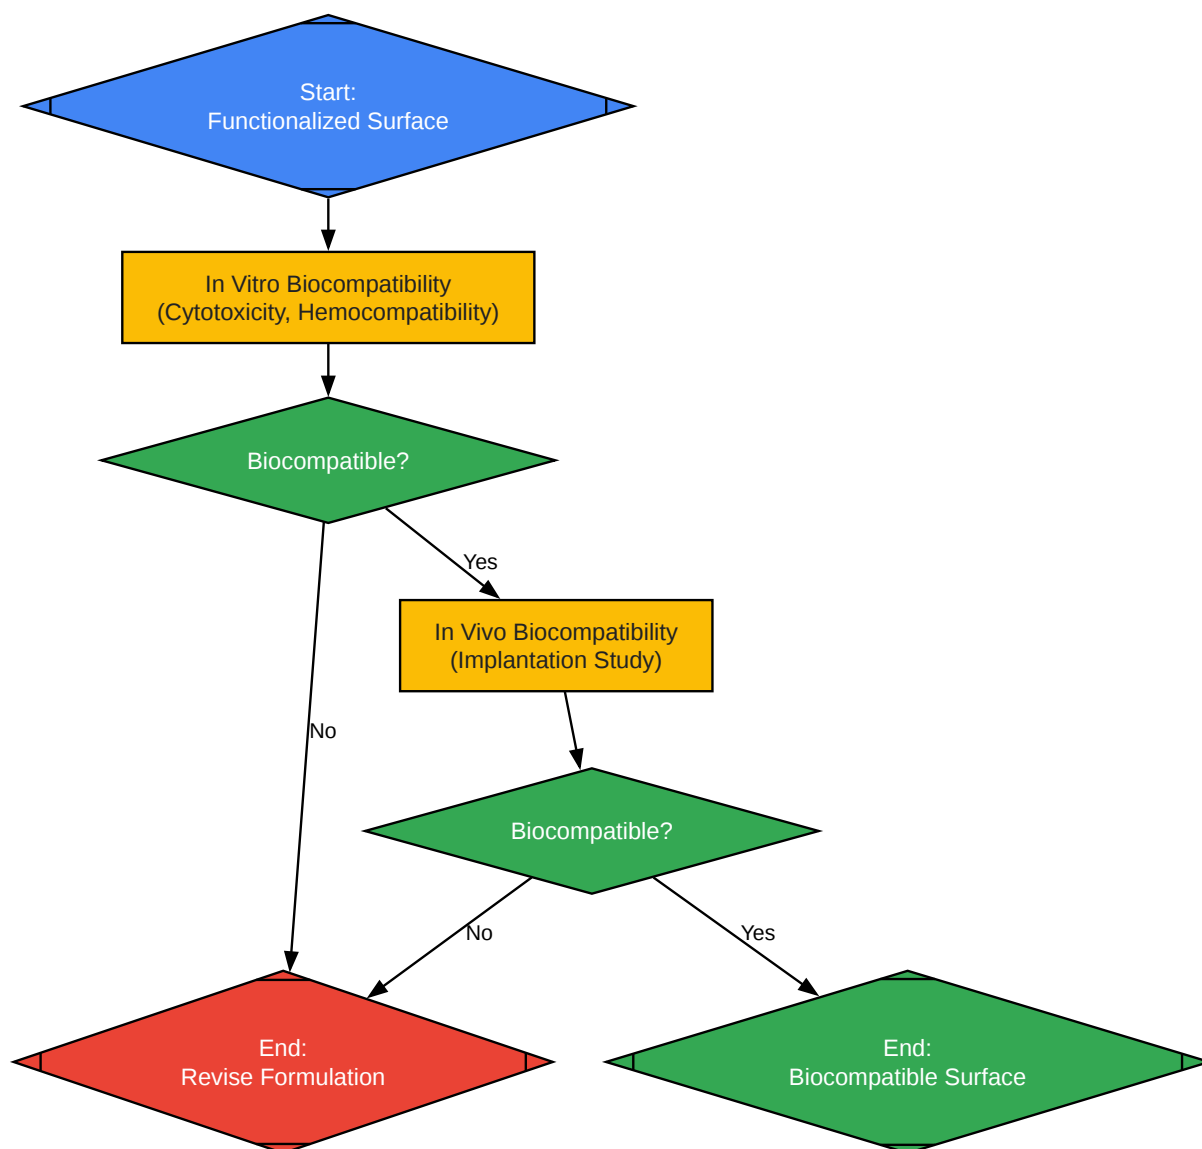 Start:
Functionalized Surface
In Vitro Biocompatibility
(Cytotoxicity, Hemocompatibility)
Biocompatible?
Yes
In Vivo Biocompatibility
(Implantation Study)
No
Biocompatible?
No
Yes
End:
Revise Formulation
End:
Biocompatible Surface